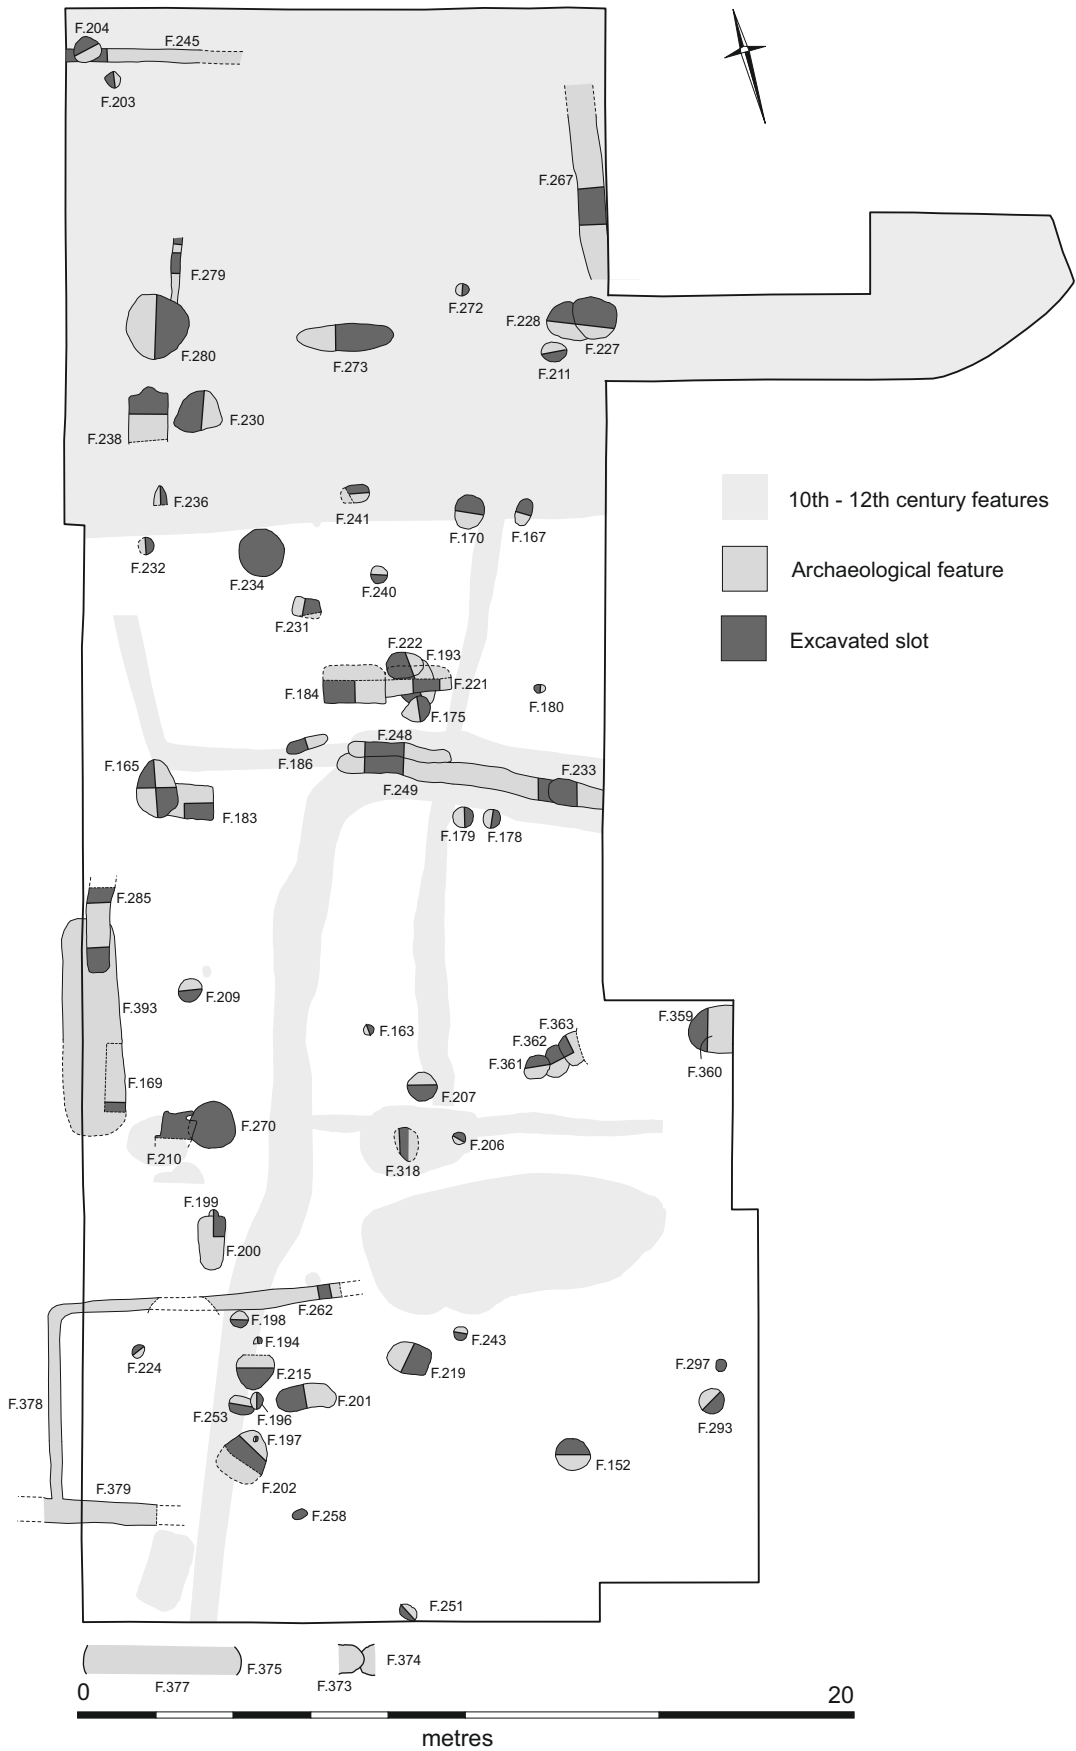 F.204
F.245
F.203
F.267
F.279
F.272
F.228
F.227
F.280
F.273
F.211
F.230
F.238
F.236
F.241
F.170
F.167
10th - 12th century features
F.232
F.234
F.240
Archaeological feature
F.231
Excavated slot
F.222
F.193
F.184
F.221
F.180
F.175
F.248
F.186
F.165
F.233
F.249
F.183
F.179
F.178
F.285
F.209
F.393
F.163
F.363
F.359
F.362
F.361
F.360
F.169
F.207
F.270
F.210
F.206
F.318
F.199
F.200
F.262
F.198
F.194
F.243
F.224
F.215
F.219
F.297
F.378
F.201
F.253
F.196
F.293
F.197
F.152
F.379
F.202
F.258
F.251
F.375
F.374
F.377
F.373
0
20
metres